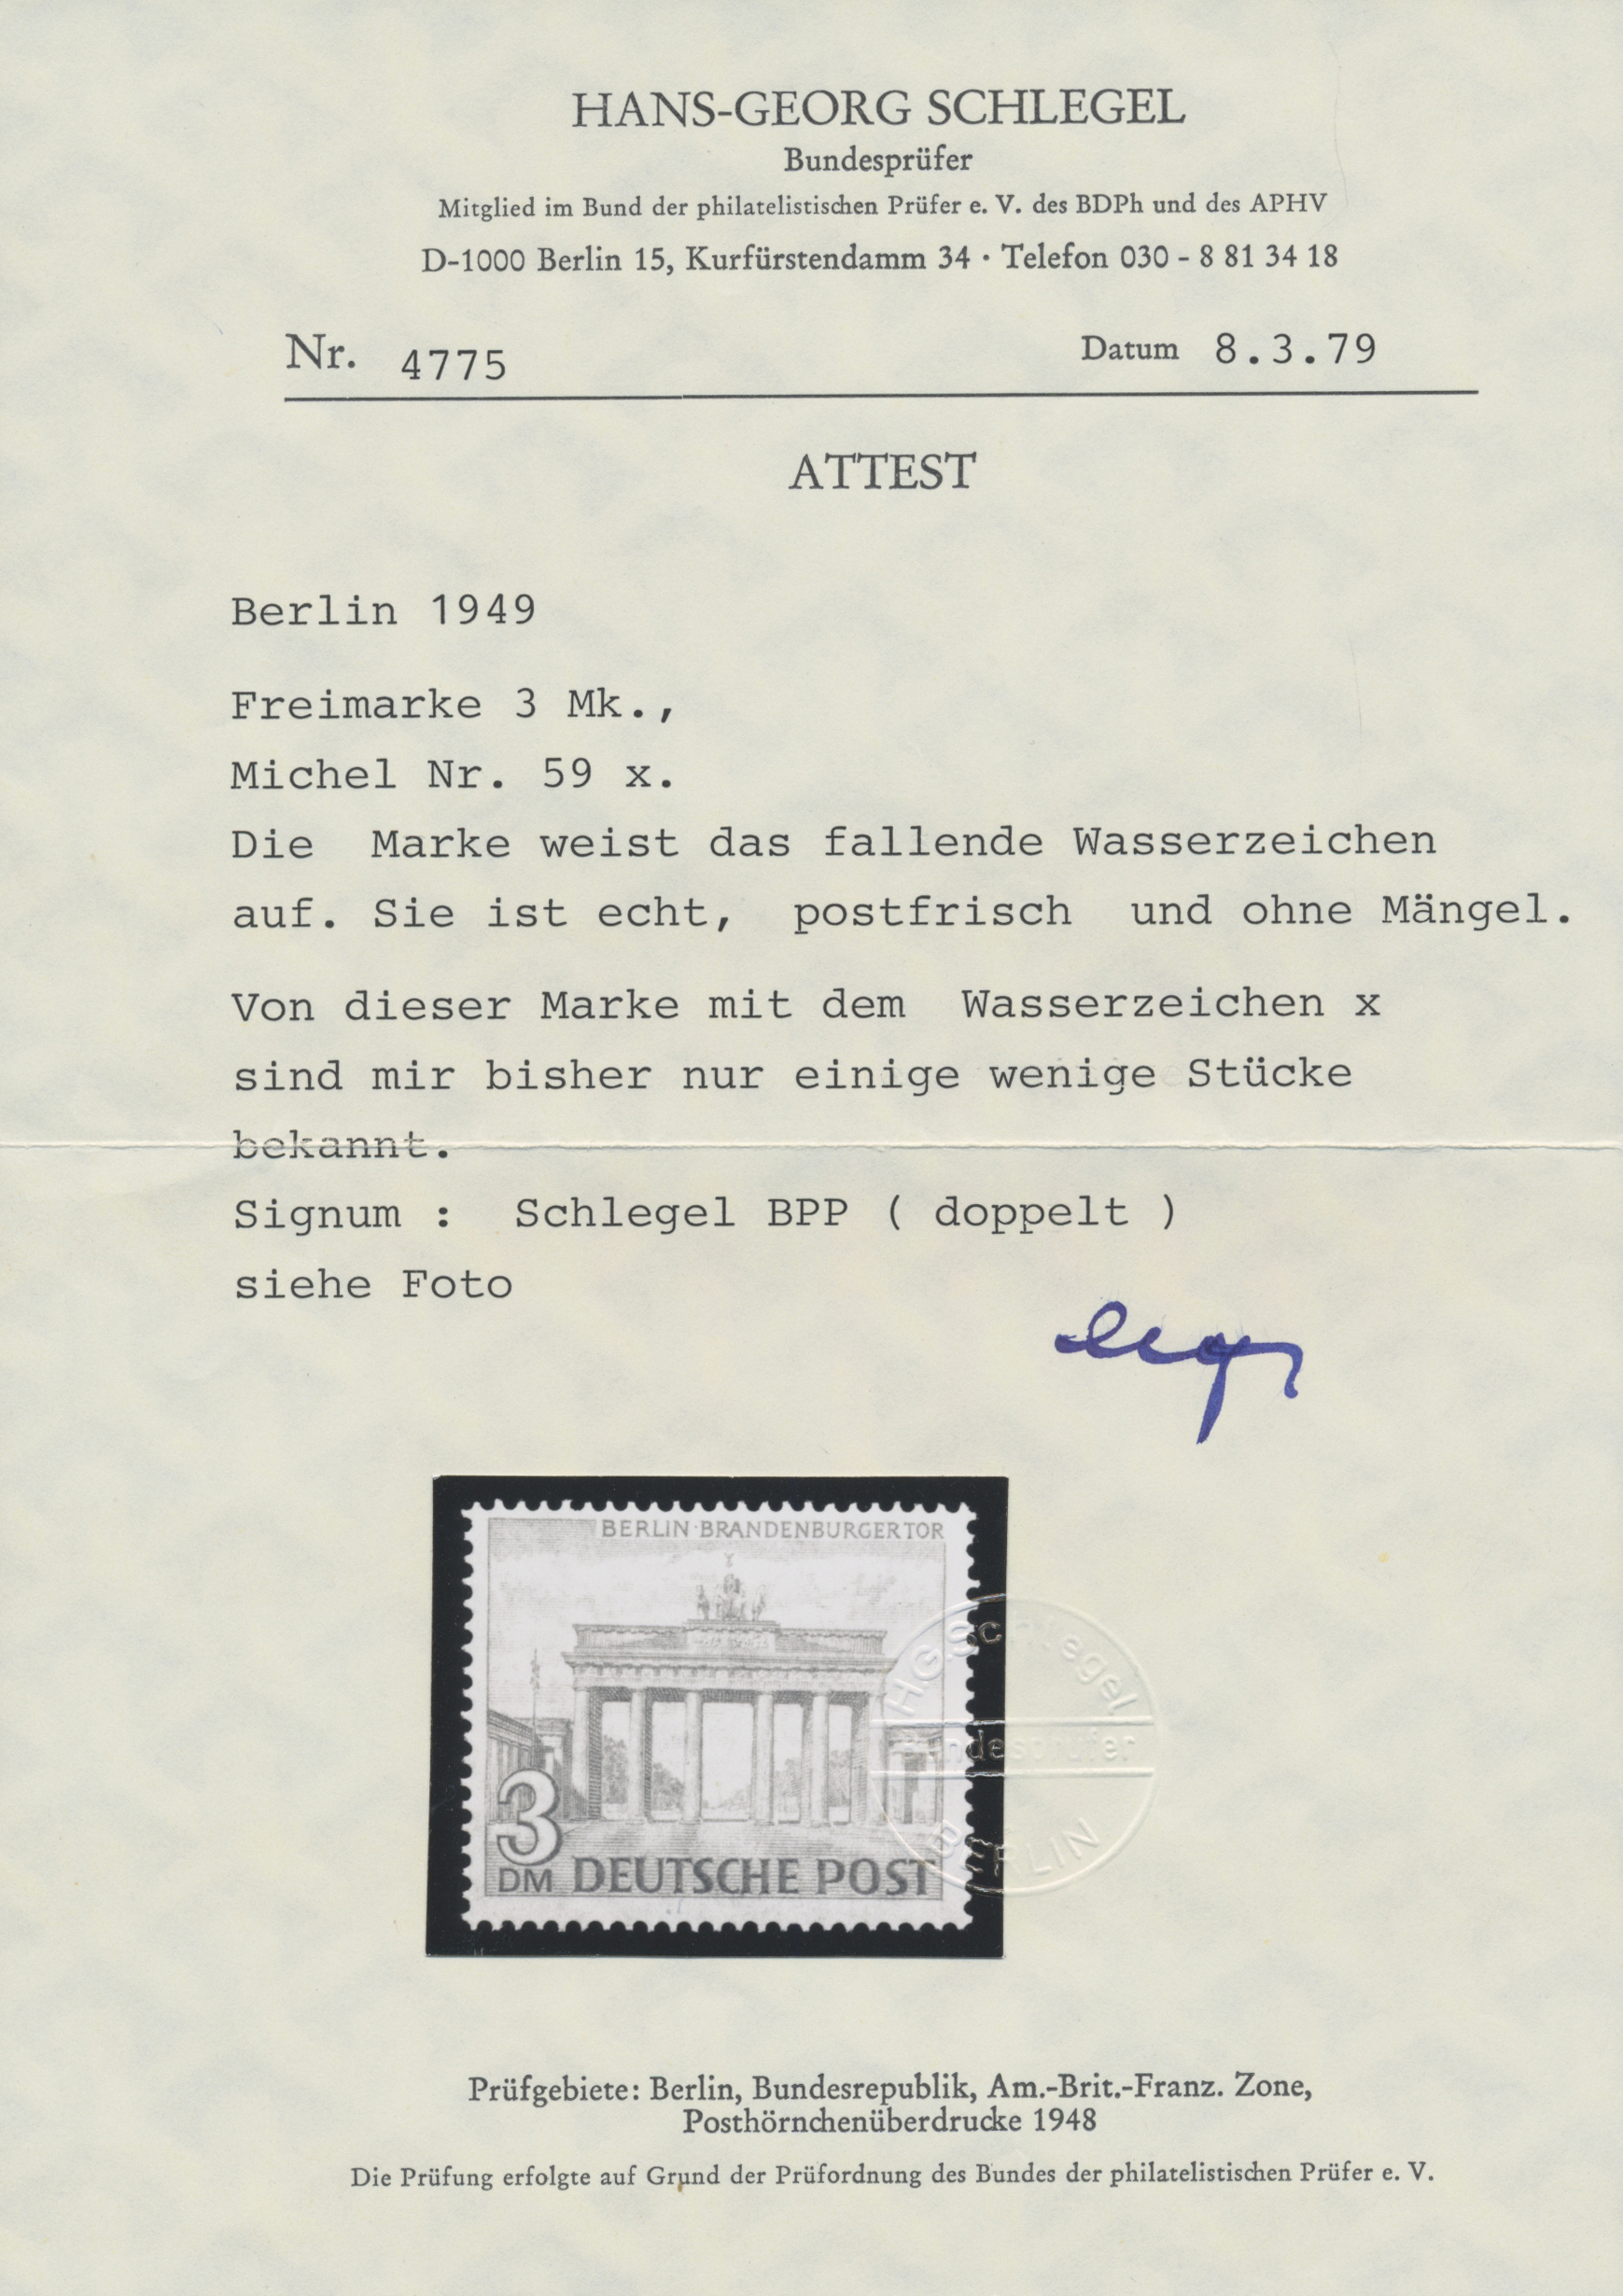 HANS-GEORG SCHLEGEL
Bundesprüfer
Mitglied im Bund der philatelistischen Prüfer e. V. des BDPh und des APHV
D-1000 Berlin 15, Kurfürstendamm 34 · Telefon 030 - 8 81 34 18
Nr. 4775 Datum 8.3.79
ATTEST
Berlin 1949
Freimarke 3 Mk.,
Michel Nr. 59 x.
Die Marke weist das fallende Wasserzeichen
auf. Sie ist echt, postfrisch und ohne Mängel.
Von dieser Marke mit dem Wasserzeichen x
sind mir bisher nur einige wenige Stücke
bekannt.
Signum : Schlegel BPP ( doppelt )
siehe Foto
BERLIN·BRANDENBURGER TOR
3
DM DEUTSCHE POST
H.G.Schlegel
Bundesprüfer
BERLIN
Prüfgebiete: Berlin, Bundesrepublik, Am.-Brit.-Franz. Zone,
Posthörnchenüberdrucke 1948
Die Prüfung erfolgte auf Grund der Prüfordnung des Bundes der philatelistischen Prüfer e. V.